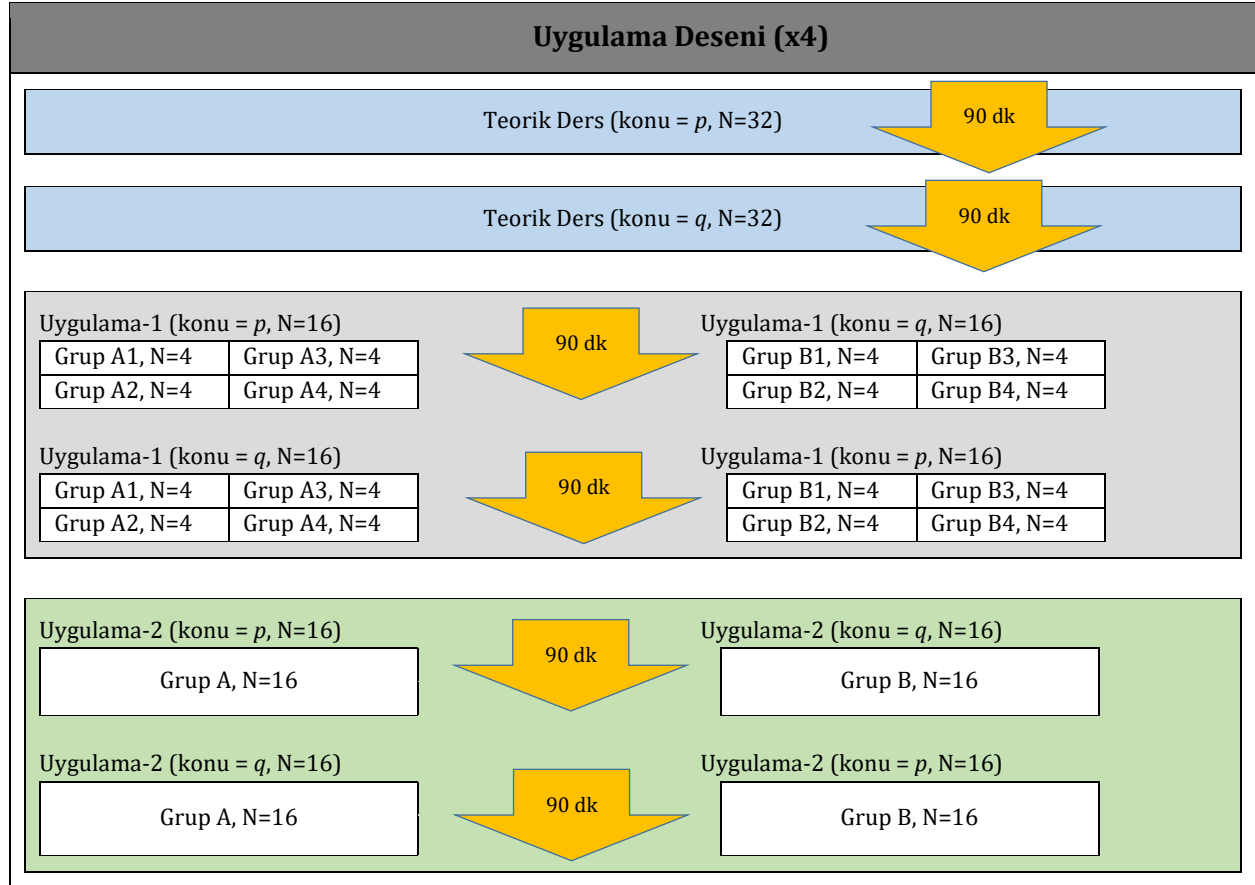 Uygulama Deseni (x4)
Teorik Ders (konu = p, N=32)
90 dk
Teorik Ders (konu = q, N=32)
90 dk
Uygulama-1 (konu = p, N=16)
Grup A1, N=4 Grup A3, N=4
Grup A2, N=4 Grup A4, N=4
90 dk
Uygulama-1 (konu = q, N=16)
Grup B1, N=4 Grup B3, N=4
Grup B2, N=4 Grup B4, N=4
Uygulama-1 (konu = q, N=16)
Grup A1, N=4 Grup A3, N=4
Grup A2, N=4 Grup A4, N=4
90 dk
Uygulama-1 (konu = p, N=16)
Grup B1, N=4 Grup B3, N=4
Grup B2, N=4 Grup B4, N=4
Uygulama-2 (konu = p, N=16)
Grup A, N=16
90 dk
Uygulama-2 (konu = q, N=16)
Grup B, N=16
Uygulama-2 (konu = q, N=16)
Grup A, N=16
90 dk
Uygulama-2 (konu = p, N=16)
Grup B, N=16